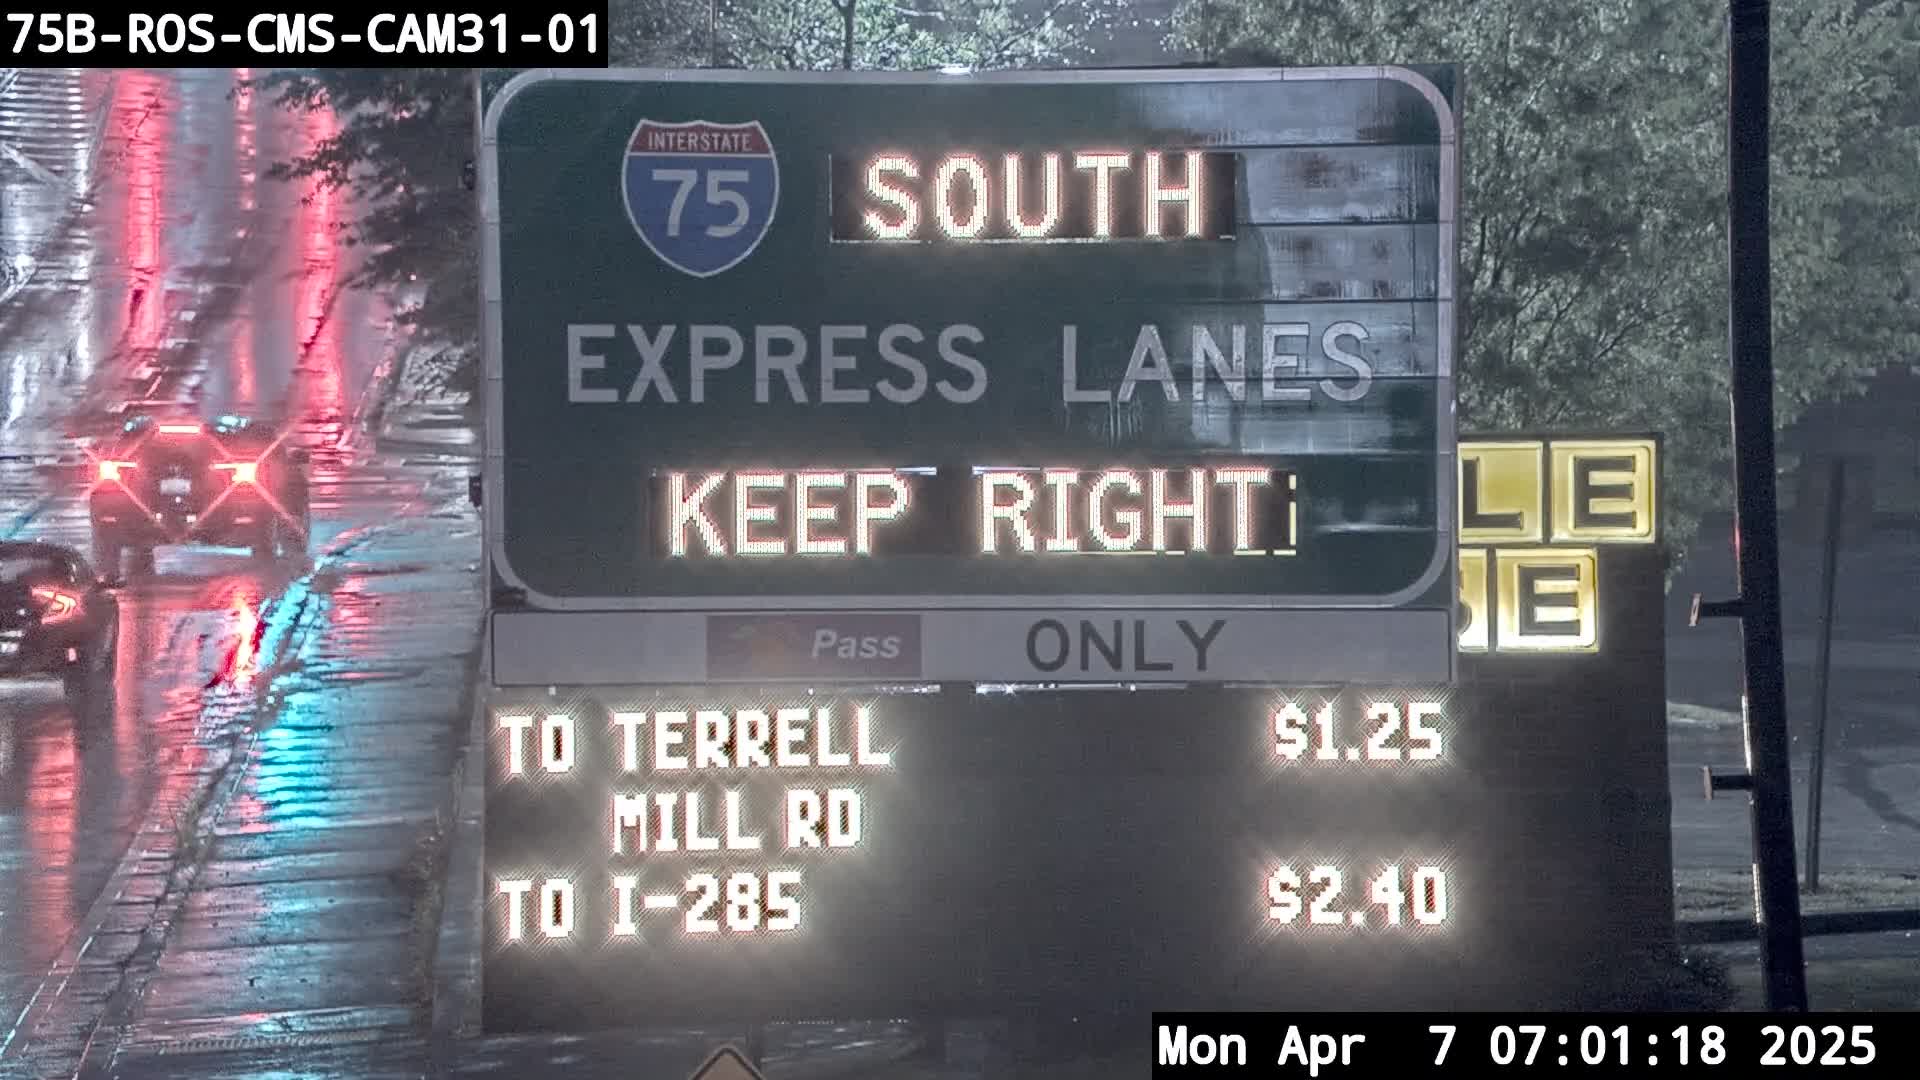 75B-ROS-CMS-CAM31-01
INTERSTATE
75
SOUTH
EXPRESS LANES
KEEP RIGHT
Pass ONLY
TO TERRELL $1.25
MILL RD
TO I-285 $2.40
LE
E
Mon Apr 7 07:01:18 2025